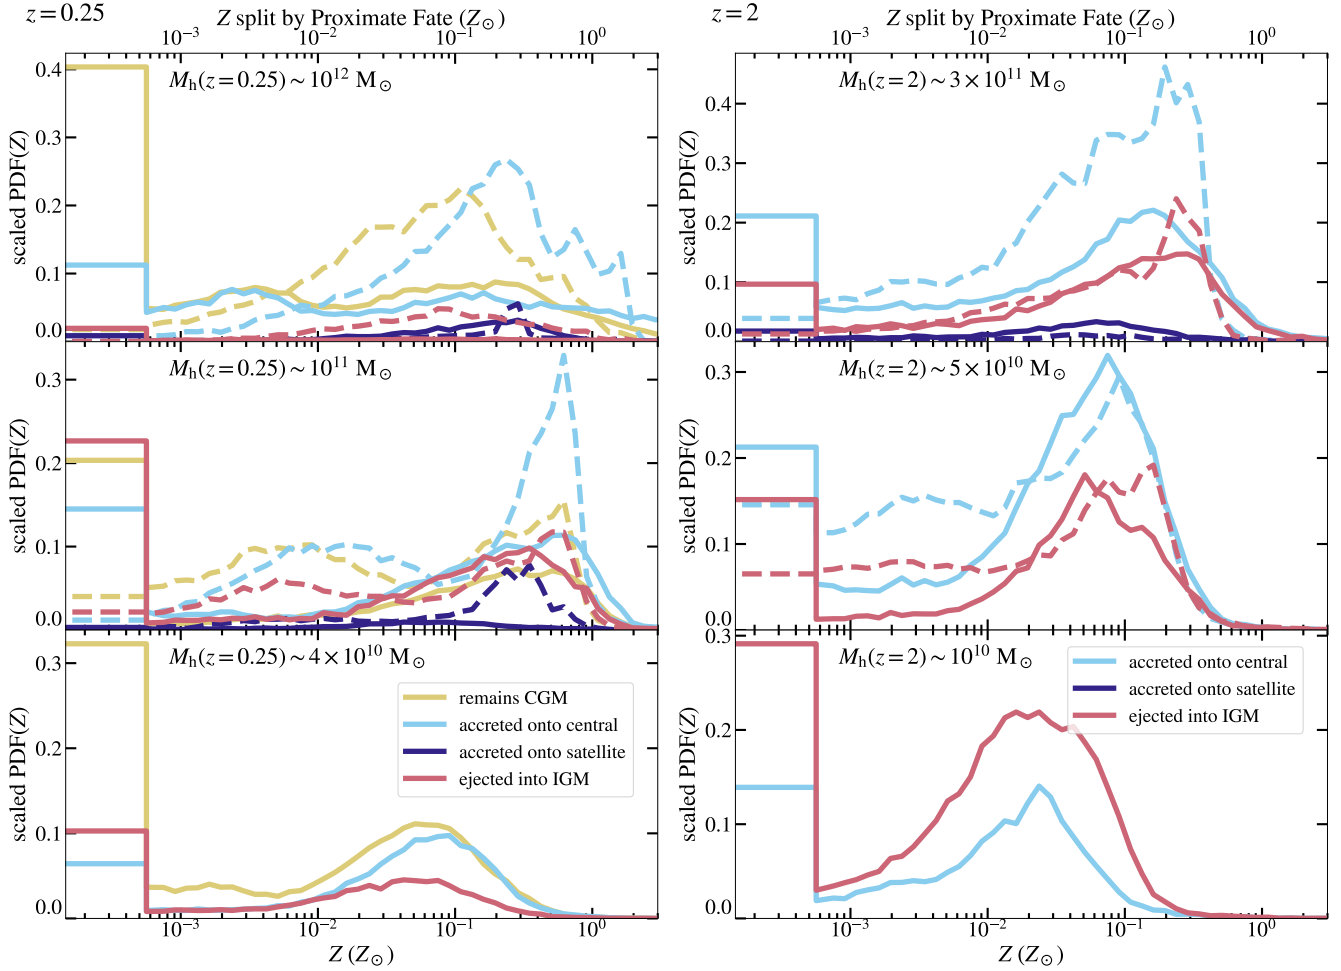 z = 0.25
Z split by Proximate Fate (Z⊙)
z = 2
Z split by Proximate Fate (Z⊙)
10⁻³ 10⁻² 10⁻¹ 10⁰
10⁻³ 10⁻² 10⁻¹ 10⁰
Mh(z = 0.25) ~ 10¹² M⊙
scaled PDF(Z)
0.4
0.3
0.2
0.1
0.0
Mh(z = 2) ~ 3 × 10¹¹ M⊙
scaled PDF(Z)
0.4
0.3
0.2
0.1
0.0
Mh(z = 0.25) ~ 10¹¹ M⊙
scaled PDF(Z)
0.3
0.2
0.1
0.0
Mh(z = 2) ~ 5 × 10¹⁰ M⊙
scaled PDF(Z)
0.3
0.2
0.1
0.0
Mh(z = 0.25) ~ 4 × 10¹⁰ M⊙
scaled PDF(Z)
0.3
0.2
0.1
0.0
remains CGM
accreted onto central
accreted onto satellite
ejected into IGM
Mh(z = 2) ~ 10¹⁰ M⊙
scaled PDF(Z)
0.3
0.2
0.1
0.0
accreted onto central
accreted onto satellite
ejected into IGM
10⁻³ 10⁻² 10⁻¹ 10⁰
Z (Z⊙)
10⁻³ 10⁻² 10⁻¹ 10⁰
Z (Z⊙)